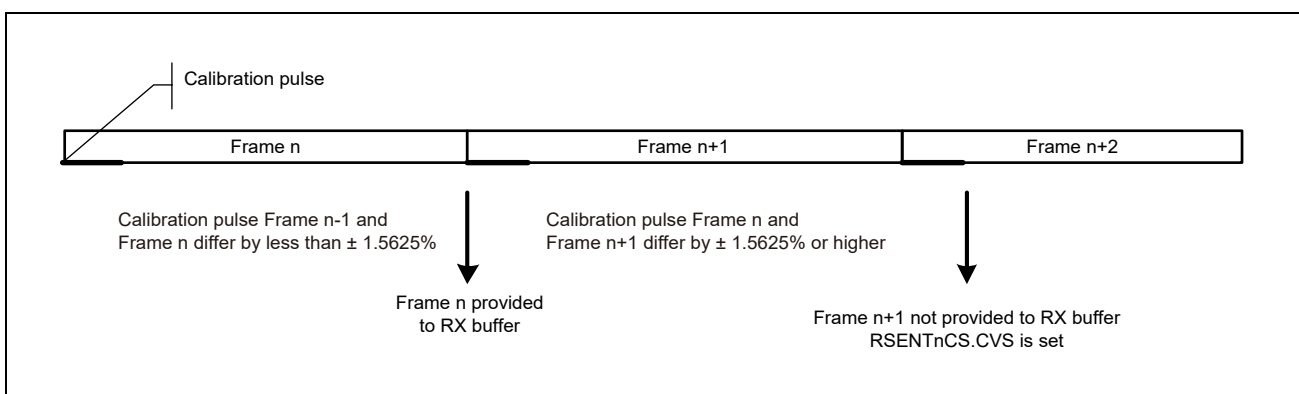 Calibration pulse
Frame n
Frame n+1
Frame n+2
Calibration pulse Frame n-1 and
Frame n differ by less than ± 1.5625%
Calibration pulse Frame n and
Frame n+1 differ by ± 1.5625% or higher
Frame n provided
to RX buffer
Frame n+1 not provided to RX buffer
RSENTnCS.CVS is set